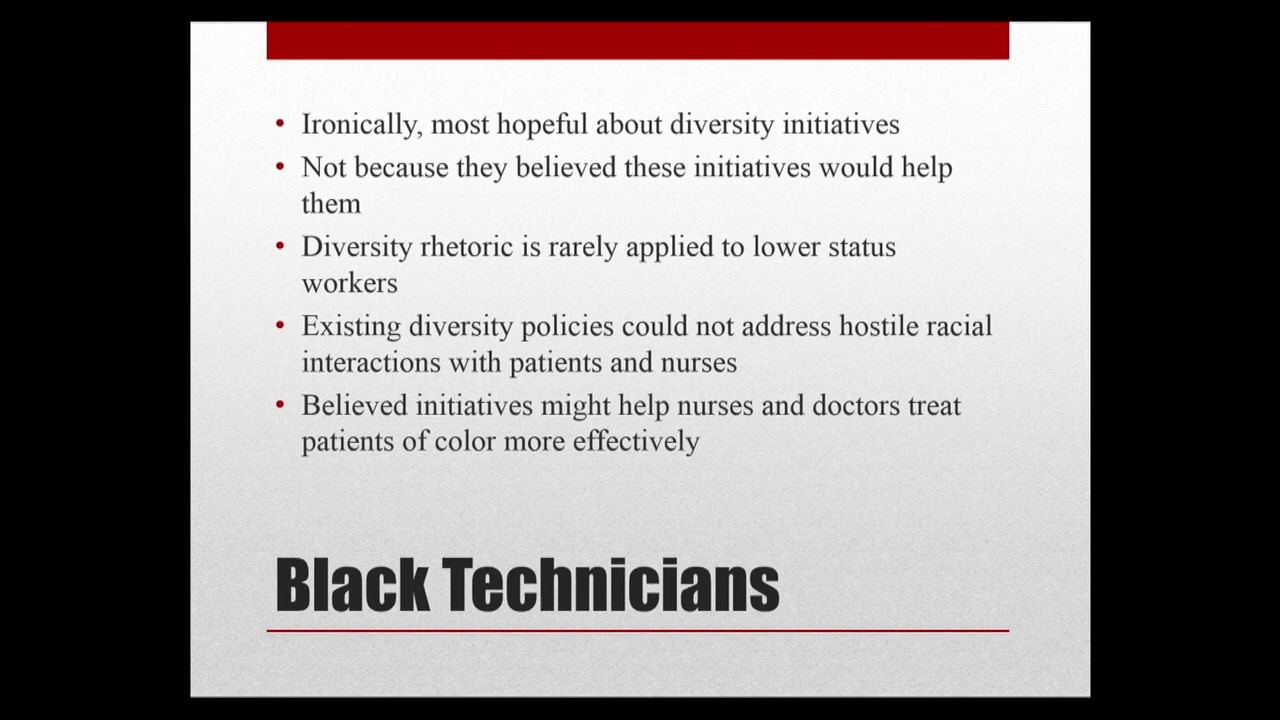 • Ironically, most hopeful about diversity initiatives
• Not because they believed these initiatives would help
them
• Diversity rhetoric is rarely applied to lower status
workers
• Existing diversity policies could not address hostile racial
interactions with patients and nurses
• Believed initiatives might help nurses and doctors treat
patients of color more effectively
Black Technicians